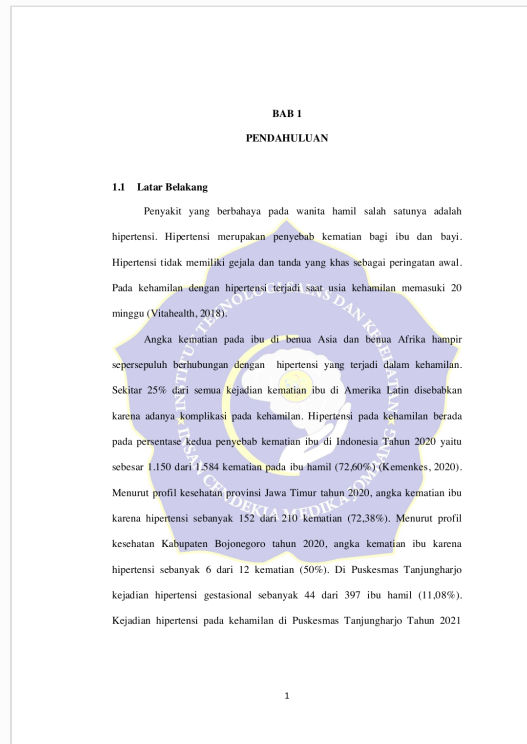 BAB 1
PENDAHULUAN
1.1 Latar Belakang
Penyakit yang berbahaya pada wanita hamil salah satunya adalah
hipertensi. Hipertensi merupakan penyebab kematian bagi ibu dan bayi.
Hipertensi tidak memiliki gejala dan tanda yang khas sebagai peringatan awal.
Pada kehamilan dengan hipertensi terjadi saat usia kehamilan memasuki 20
minggu (Vitahealth, 2018).
Angka kematian pada ibu di benua Asia dan benua Afrika hampir
sepersepuluh berhubungan dengan hipertensi yang terjadi dalam kehamilan.
Sekitar 25% dari semua kejadian kematian ibu di Amerika Latin disebabkan
karena adanya komplikasi pada kehamilan. Hipertensi pada kehamilan berada
pada persentase kedua penyebab kematian ibu di Indonesia Tahun 2020 yaitu
sebesar 1.150 dari 1.584 kematian pada ibu hamil (72,60%) (Kemenkes, 2020).
Menurut profil kesehatan provinsi Jawa Timur tahun 2020, angka kematian ibu
karena hipertensi sebanyak 152 dari 210 kematian (72,38%). Menurut profil
kesehatan Kabupaten Bojonegoro tahun 2020, angka kematian ibu karena
hipertensi sebanyak 6 dari 12 kematian (50%). Di Puskesmas Tanjungharjo
kejadian hipertensi gestasional sebanyak 44 dari 397 ibu hamil (11,08%).
Kejadian hipertensi pada kehamilan di Puskesmas Tanjungharjo Tahun 2021
1
INSTITUT TEKNOLOGI SAINS DAN KESEHATAN
INSAN CENDEKIA MEDIKA JOMBANG